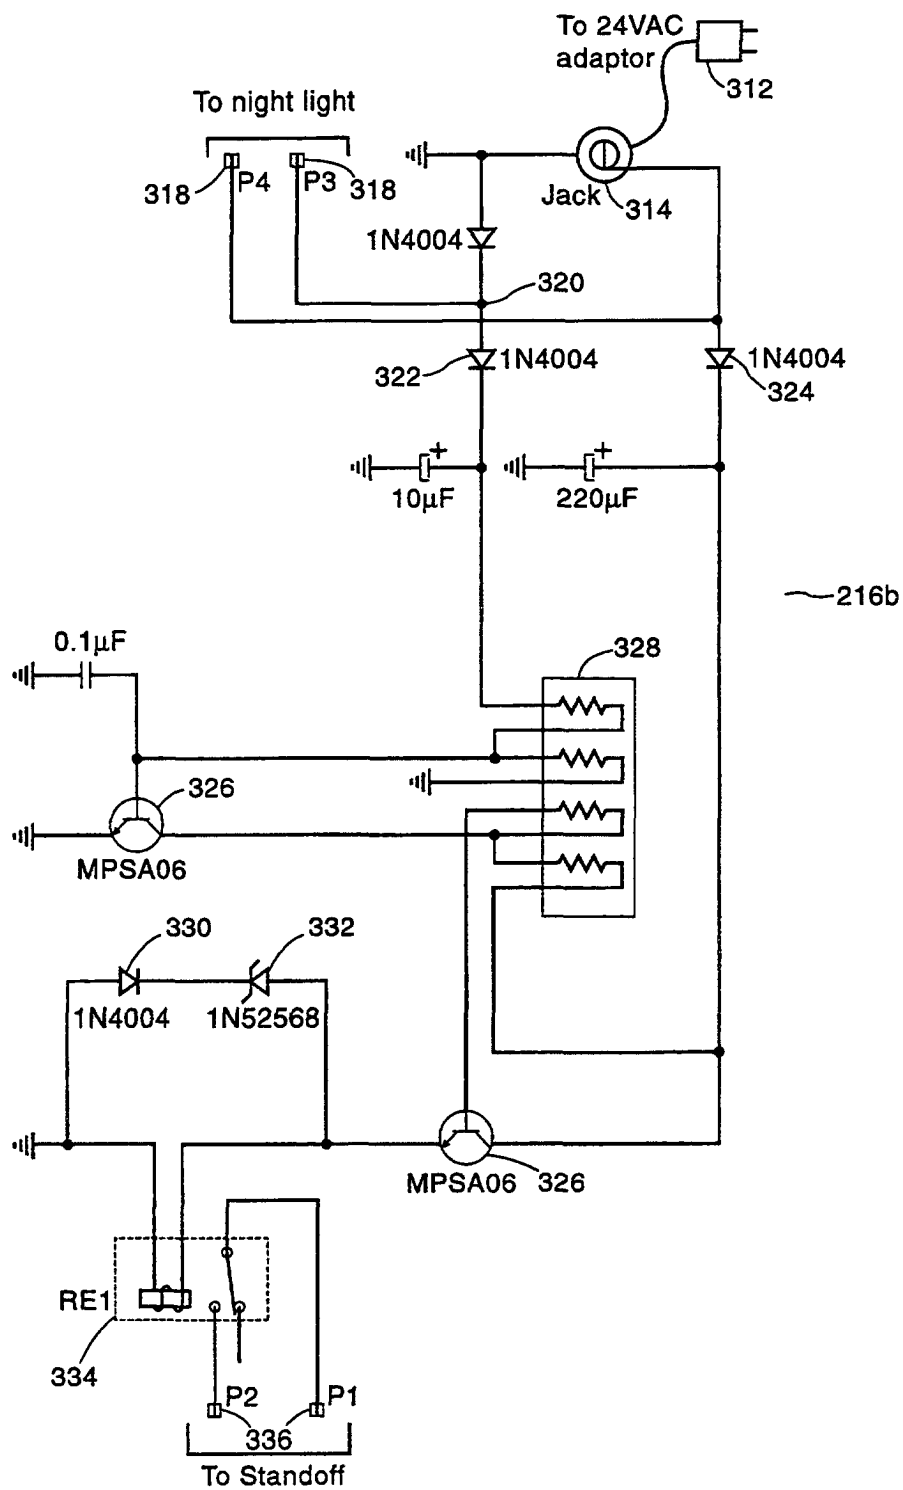 To 24VAC
adaptor
312
To night light
318
P4
P3
318
Jack
314
1N4004
320
322
1N4004
1N4004
324
+
10µF
+
220µF
216b
0.1µF
328
326
MPSA06
330
332
1N4004
1N52568
MPSA06
326
RE1
334
P2
P1
336
To Standoff